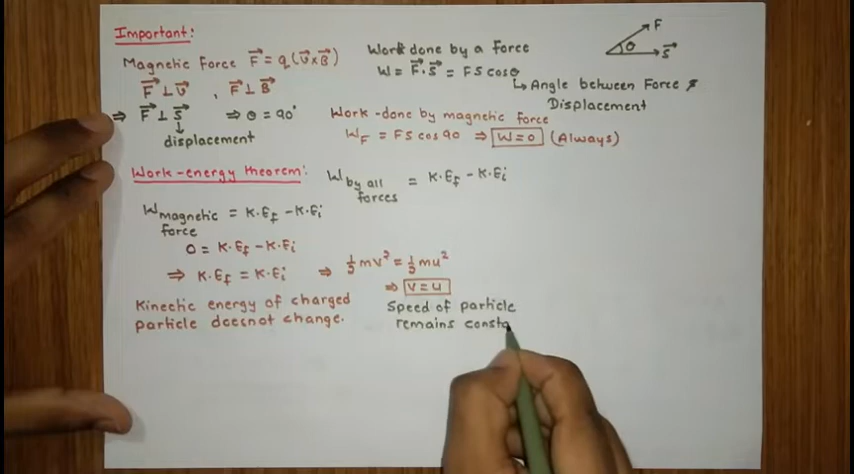 Important:
Magnetic Force F⃗ = q(v⃗ x B⃗)
F⃗ ⊥ v⃗ , F⃗ ⊥ B⃗
⇒ F⃗ ⊥ S⃗ ⇒ θ = 90°
↓
displacement
Work done by a force
W = F⃗.S⃗ = FS cosθ
↳ Angle between Force &
Displacement
F
θ
S⃗
Work-done by magnetic force
W_F = FS cos 90 ⇒ W=0 (Always)
Work-energy theorem:
W by all forces = K.E_f - K.E_i
W magnetic force = K.E_f - K.E_i
0 = K.E_f - K.E_i
⇒ K.E_f = K.E_i ⇒ ½mv² = ½mu²
⇒ v=u
Kinectic energy of charged
particle doesnot change.
Speed of particle
remains consta